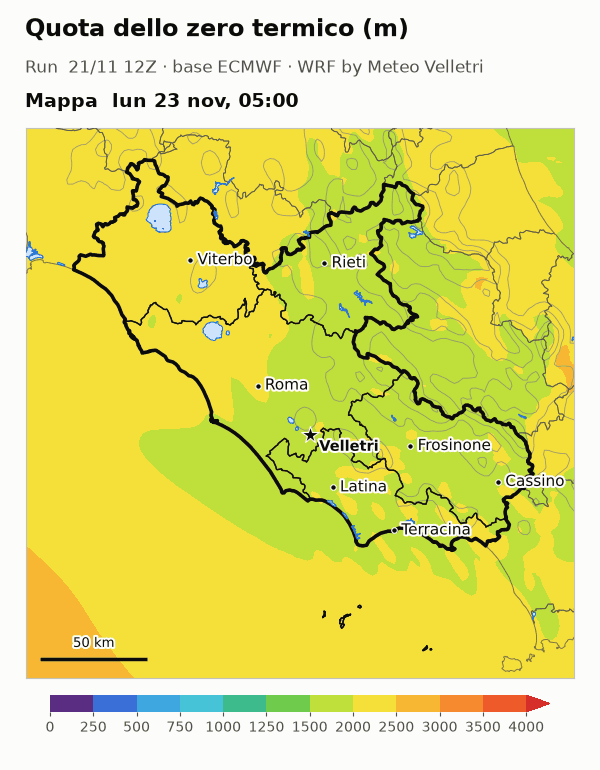 Quota dello zero termico (m)
Run 21/11 12Z · base ECMWF · WRF by Meteo Velletri
Mappa lun 23 nov, 05:00
Viterbo
Rieti
Roma
Velletri
Frosinone
Latina
Cassino
Terracina
50 km
0 250 500 750 1000 1250 1500 2000 2500 3000 3500 4000